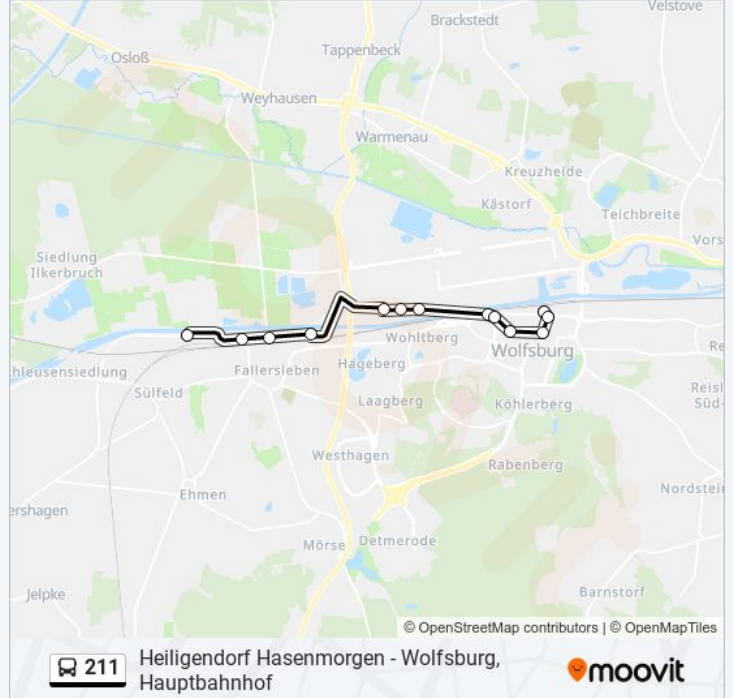 Velstove
Brackstedt
Tappenbeck
Osloß
Weyhausen
Warmenau
Kreuzheide
Kästorf
Teichbreite
Vors
Siedlung
Ilkerbruch
Wohltberg
Wolfsburg
Re
hleusensiedlung
Fallersleben
Hageberg
Sülfeld
Reisl
Süd-
Laagberg
Köhlerberg
Westhagen
Rabenberg
Ehmen
Nordstei
ershagen
Mörse
Detmerode
Jelpke
Barnstorf
© OpenStreetMap contributors | © OpenMapTiles
211
Heiligendorf Hasenmorgen - Wolfsburg,
Hauptbahnhof
moovit